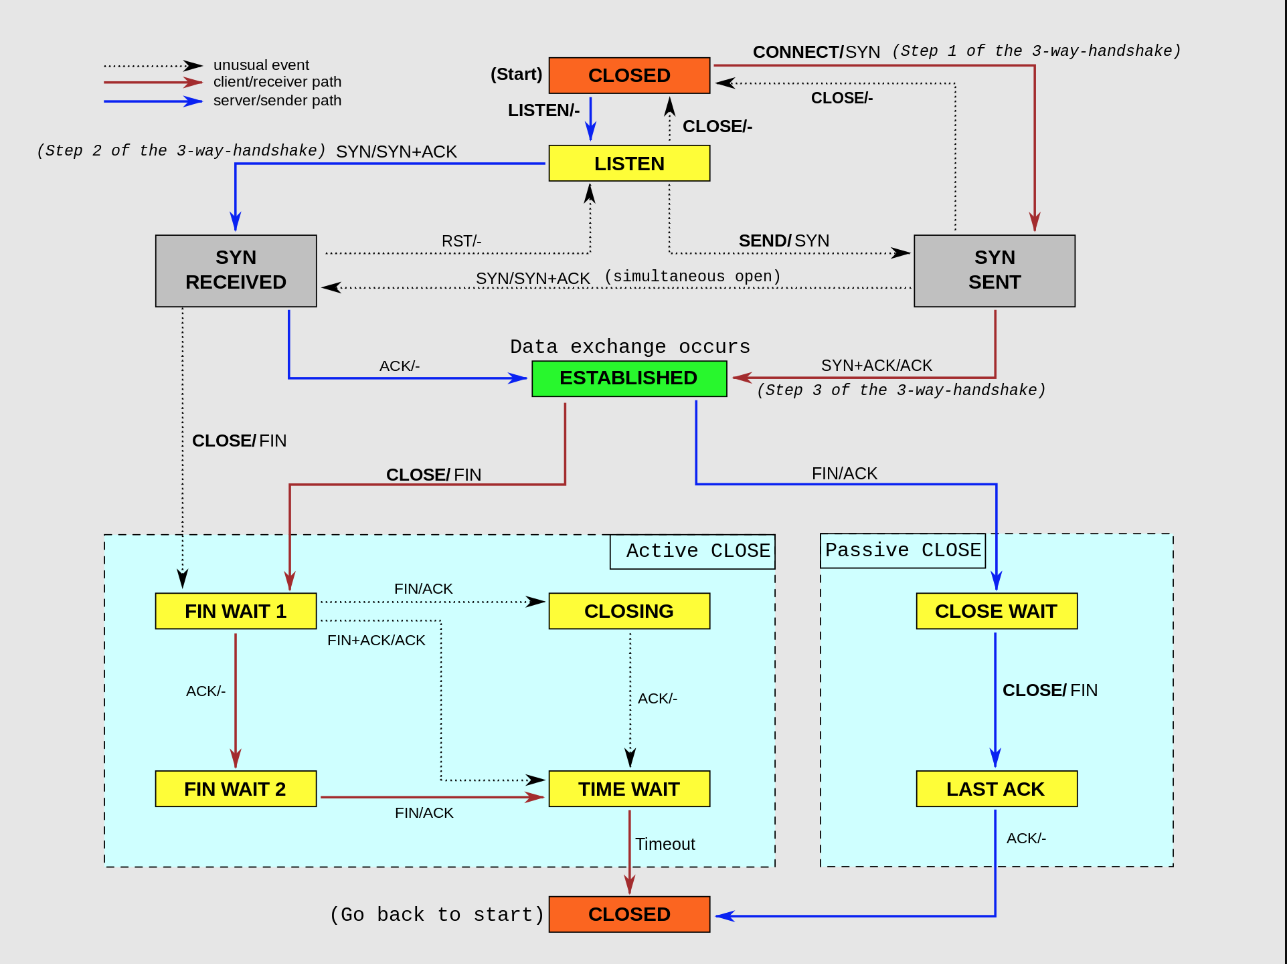 unusual event
client/receiver path
server/sender path
(Start)
CLOSED
CONNECT/SYN (Step 1 of the 3-way-handshake)
CLOSE/-
LISTEN/-
CLOSE/-
(Step 2 of the 3-way-handshake) SYN/SYN+ACK
LISTEN
RST/-
SEND/SYN
SYN
RECEIVED
SYN
SENT
SYN/SYN+ACK (simultaneous open)
Data exchange occurs
ACK/-
ESTABLISHED
SYN+ACK/ACK
(Step 3 of the 3-way-handshake)
CLOSE/FIN
CLOSE/FIN
FIN/ACK
Active CLOSE
Passive CLOSE
FIN WAIT 1
FIN/ACK
CLOSING
CLOSE WAIT
FIN+ACK/ACK
ACK/-
ACK/-
CLOSE/FIN
FIN WAIT 2
TIME WAIT
LAST ACK
FIN/ACK
Timeout
ACK/-
(Go back to start)
CLOSED